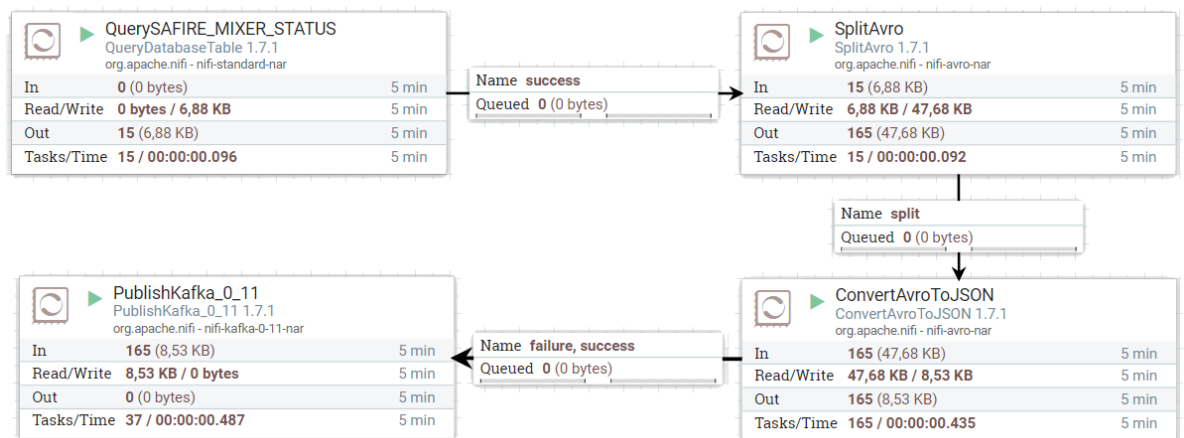 QuerySAFIRE_MIXER_STATUS
QueryDatabaseTable 1.7.1
org.apache.nifi - nifi-standard-nar
In 0 (0 bytes) 5 min
Read/Write 0 bytes / 6,88 KB 5 min
Out 15 (6,88 KB) 5 min
Tasks/Time 15 / 00:00:00.096 5 min
Name success
Queued 0 (0 bytes)
SplitAvro
SplitAvro 1.7.1
org.apache.nifi - nifi-avro-nar
In 15 (6,88 KB) 5 min
Read/Write 6,88 KB / 47,68 KB 5 min
Out 165 (47,68 KB) 5 min
Tasks/Time 15 / 00:00:00.092 5 min
Name split
Queued 0 (0 bytes)
ConvertAvroToJSON
ConvertAvroToJSON 1.7.1
org.apache.nifi - nifi-avro-nar
In 165 (47,68 KB) 5 min
Read/Write 47,68 KB / 8,53 KB 5 min
Out 165 (8,53 KB) 5 min
Tasks/Time 165 / 00:00:00.435 5 min
Name failure, success
Queued 0 (0 bytes)
PublishKafka_0_11
PublishKafka_0_11 1.7.1
org.apache.nifi - nifi-kafka-0-11-nar
In 165 (8,53 KB) 5 min
Read/Write 8,53 KB / 0 bytes 5 min
Out 0 (0 bytes) 5 min
Tasks/Time 37 / 00:00:00.487 5 min